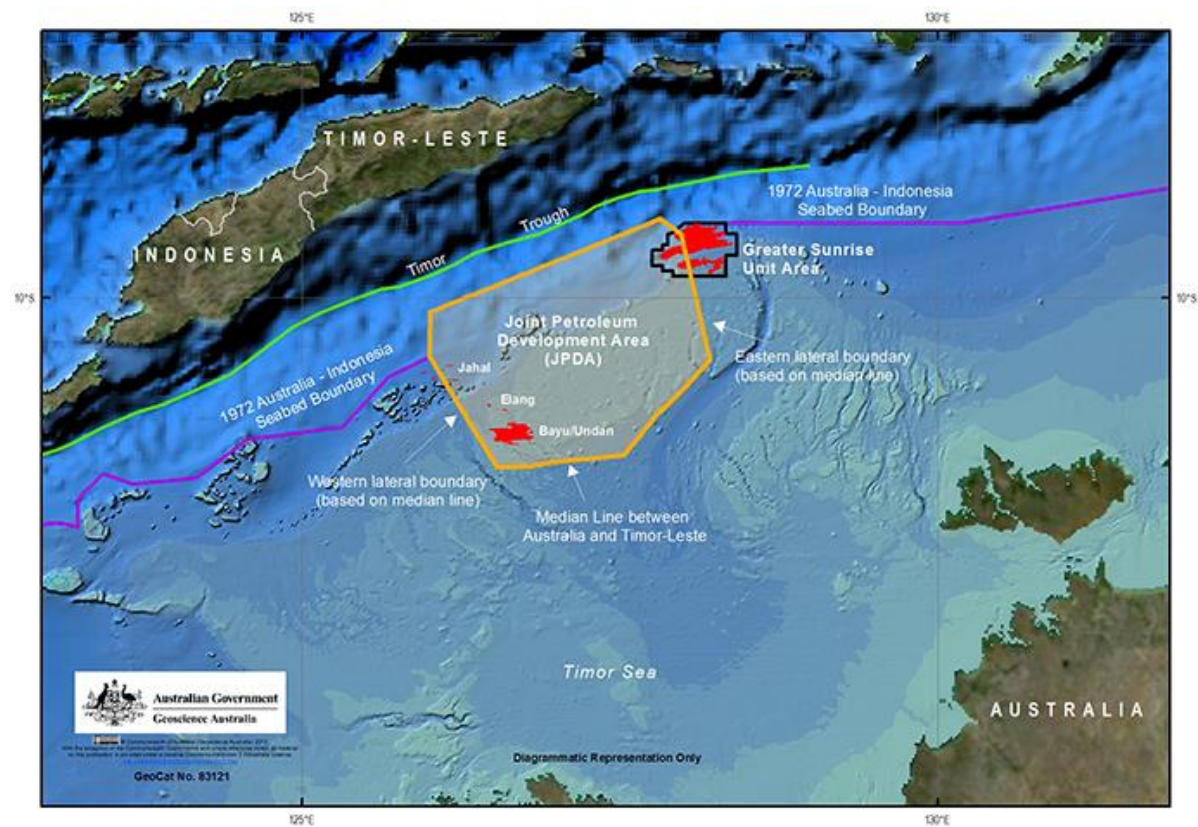 125°E
130°E
TIMOR-LESTE
INDONESIA
1972 Australia - Indonesia
Seabed Boundary
Trough
Timor
Greater Sunrise
Unit Area
10°S
10°S
Joint Petroleum
Development Area
(JPDA)
Eastern lateral boundary
(based on median line)
1972 Australia - Indonesia
Seabed Boundary
Jahal
Elang
Bayu/Undan
Western lateral boundary
(based on median line)
Median Line between
Australia and Timor-Leste
Timor Sea
AUSTRALIA
Australian Government
Geoscience Australia
GeoCat No. 83121
Diagrammatic Representation Only
125°E
130°E